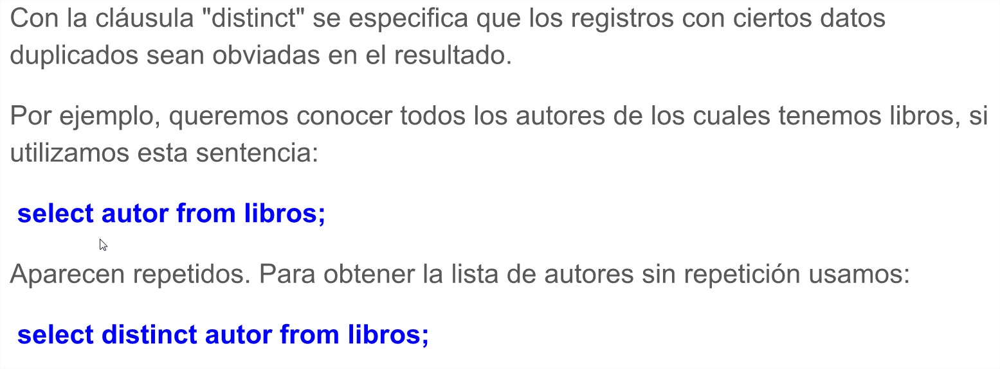 Con la cláusula "distinct" se especifica que los registros con ciertos datos
duplicados sean obviadas en el resultado.
Por ejemplo, queremos conocer todos los autores de los cuales tenemos libros, si
utilizamos esta sentencia:
select autor from libros;
Aparecen repetidos. Para obtener la lista de autores sin repetición usamos:
select distinct autor from libros;